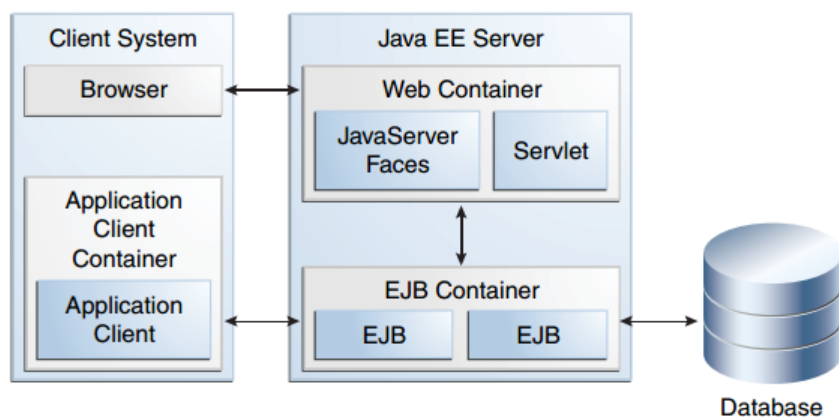 Client System
Browser
Application
Client
Container
Application
Client
Java EE Server
Web Container
JavaServer
Faces
Servlet
EJB Container
EJB
EJB
Database